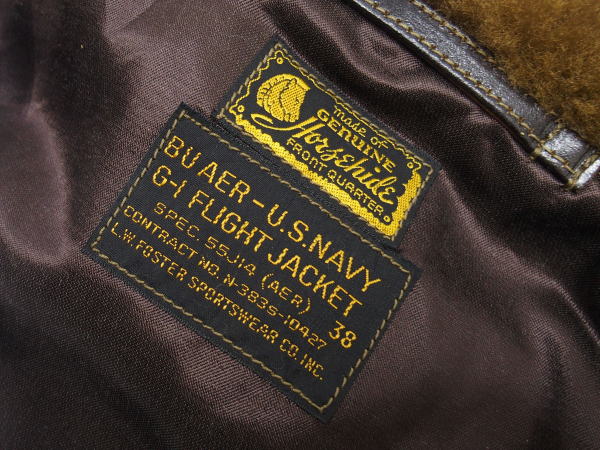 made of
GENUINE
Horsehide
FRONT QUARTER
BU AER - U.S. NAVY
G-1 FLIGHT JACKET
SPEC. 55J14 (AER) 38
CONTRACT NO. N-383S-10427
L.W. FOSTER SPORTSWEAR CO. INC.